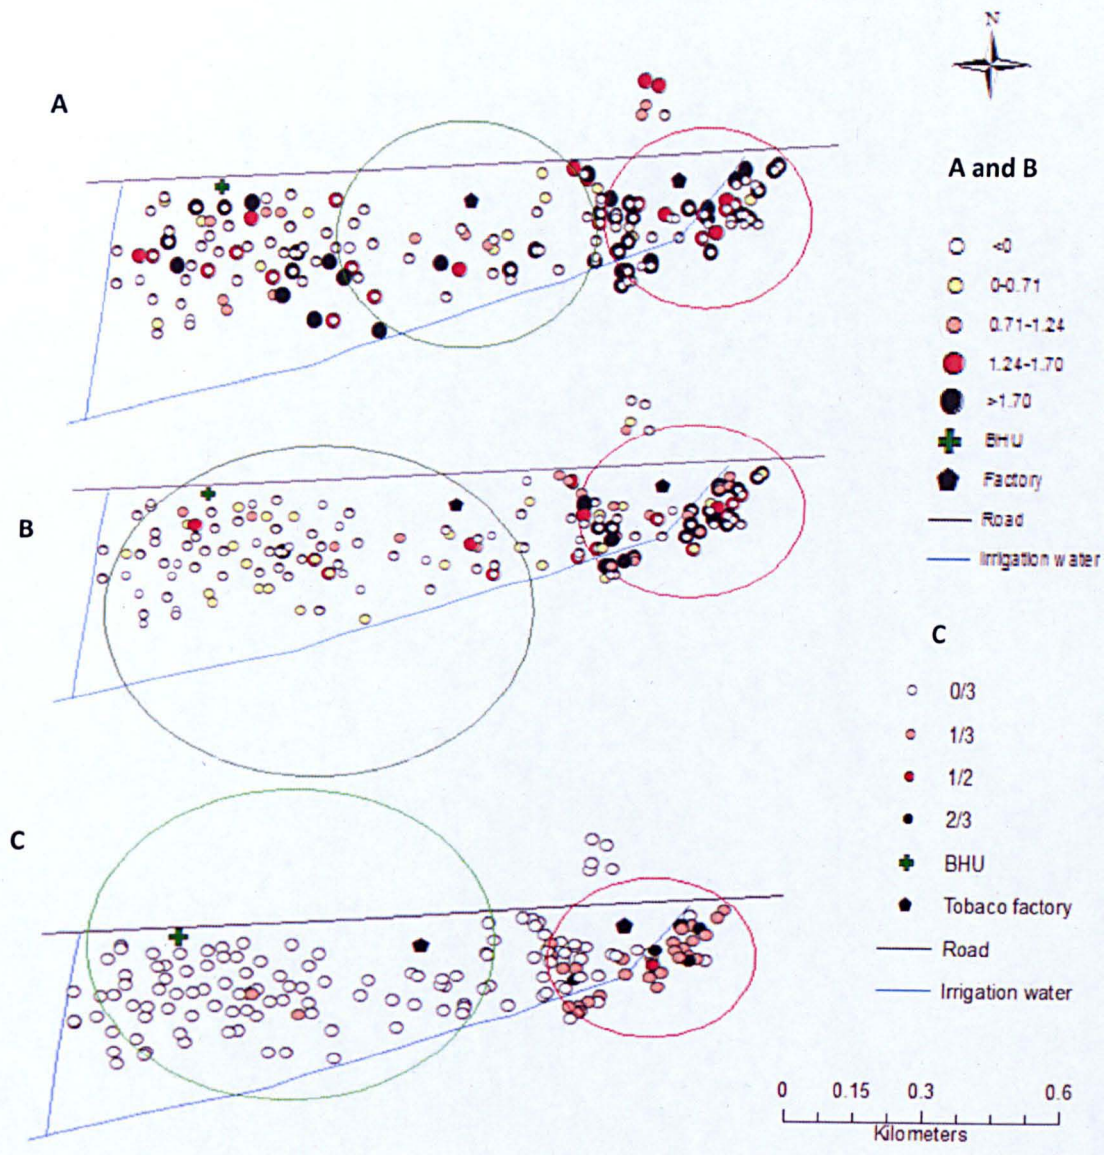 N
A
A and B
<0
0-0.71
0.71-1.24
1.24-1.70
>1.70
BHU
Factory
Road
Irrigation water
B
C
0/3
1/3
1/2
2/3
BHU
Tobaco factory
Road
Irrigation water
C
0 0.15 0.3 0.6
Kilometers